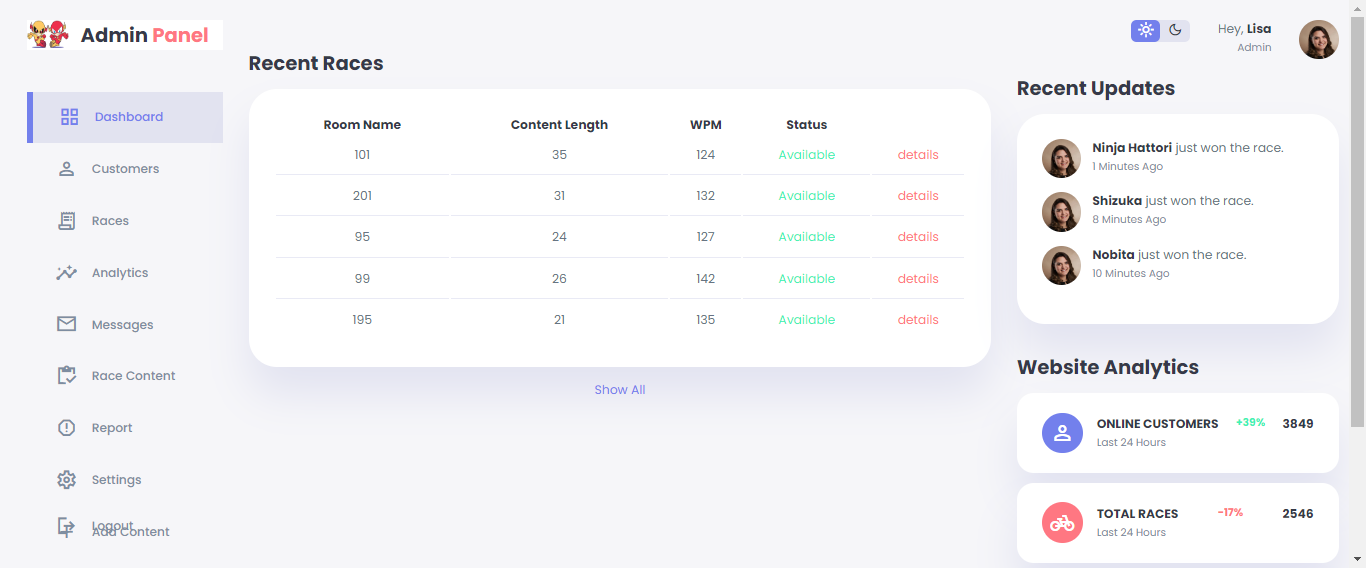 Admin Panel
Dashboard
Customers
Races
Analytics
Messages
Race Content
Report
Settings
Logout
Add Content
Recent Races
Room Name Content Length WPM Status
101 35 124 Available details
201 31 132 Available details
95 24 127 Available details
99 26 142 Available details
195 21 135 Available details
Show All
Hey, Lisa
Admin
Recent Updates
Ninja Hattori just won the race.
1 Minutes Ago
Shizuka just won the race.
8 Minutes Ago
Nobita just won the race.
10 Minutes Ago
Website Analytics
ONLINE CUSTOMERS +39% 3849
Last 24 Hours
TOTAL RACES -17% 2546
Last 24 Hours